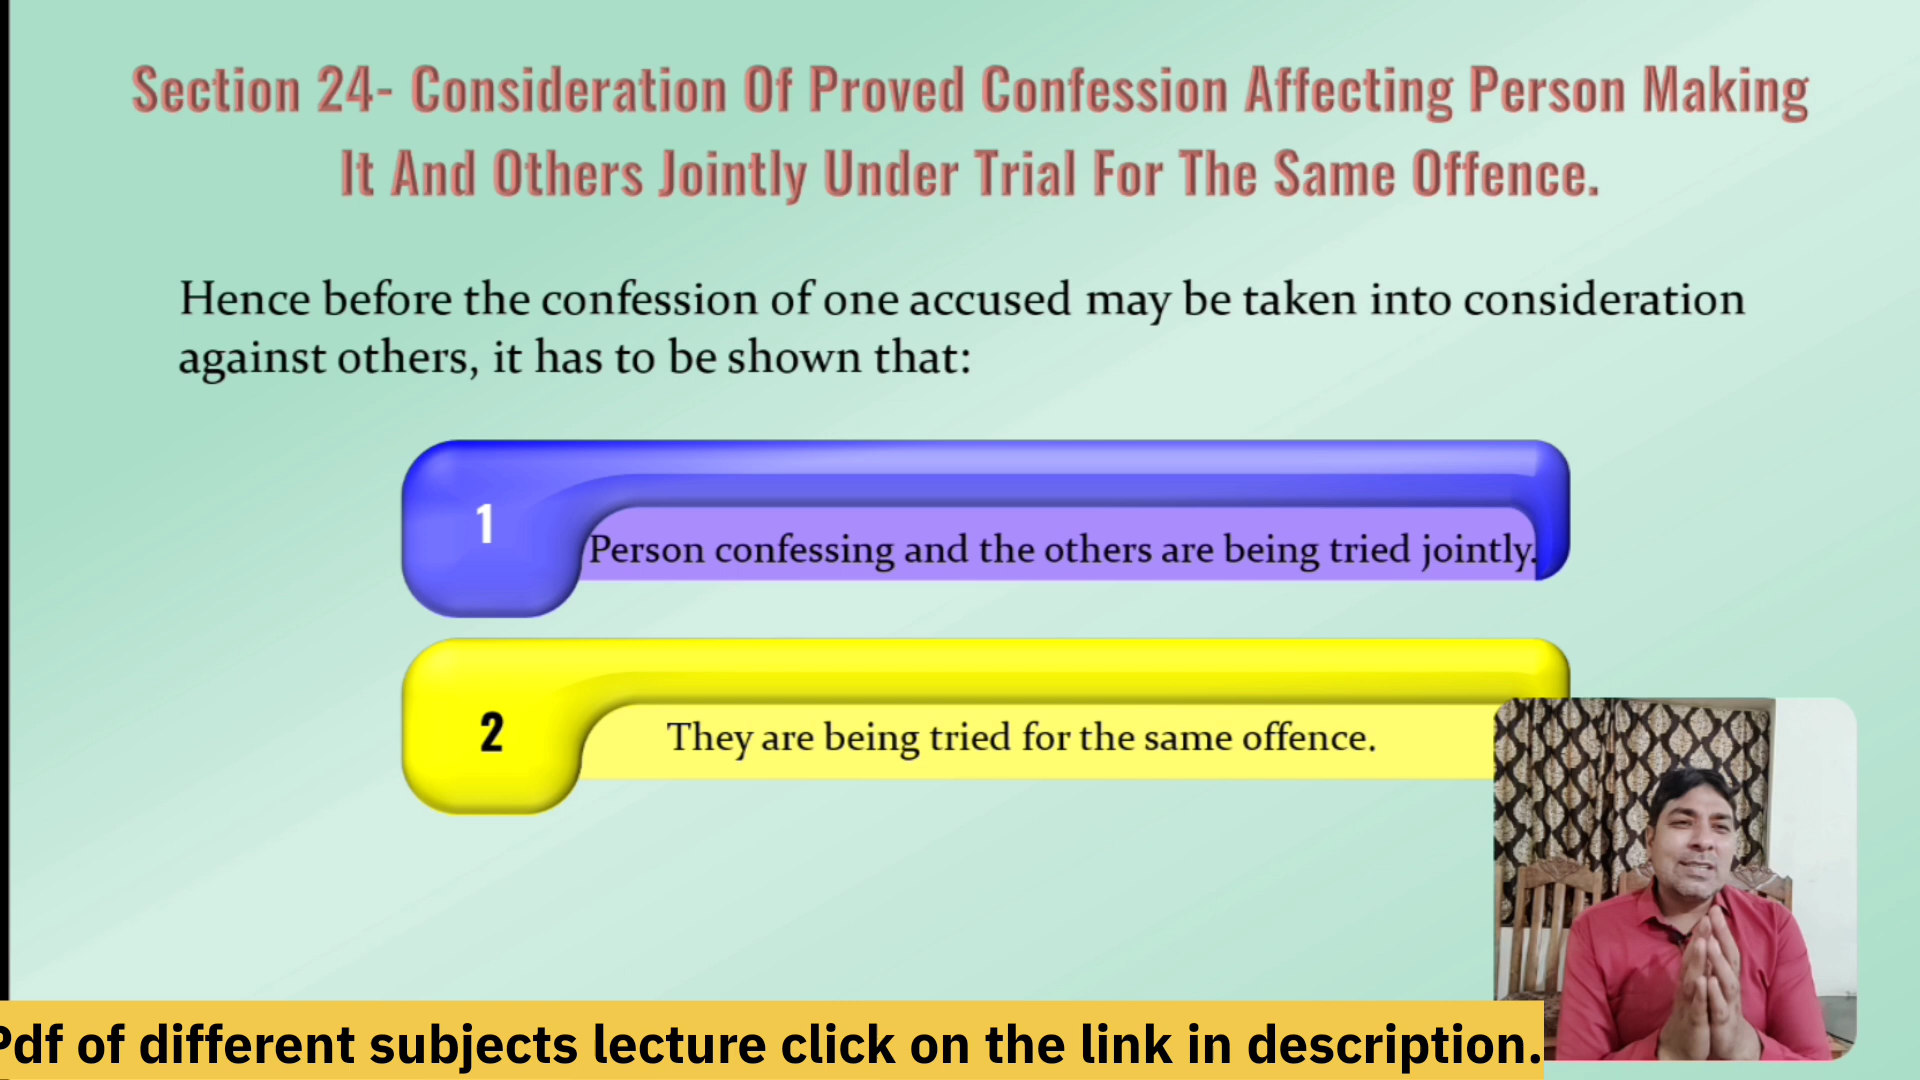 Section 24- Consideration Of Proved Confession Affecting Person Making
It And Others Jointly Under Trial For The Same Offence.
Hence before the confession of one accused may be taken into consideration
against others, it has to be shown that:
1
Person confessing and the others are being tried jointly.
2
They are being tried for the same offence.
Pdf of different subjects lecture click on the link in description.